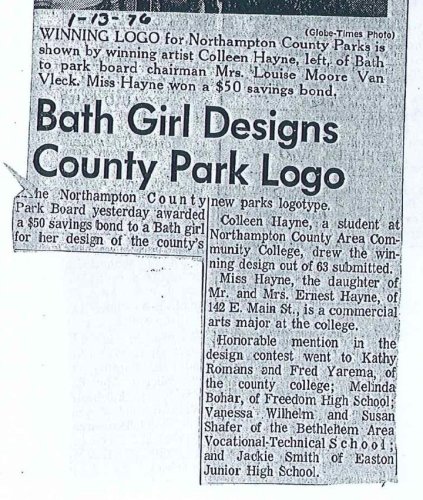 1-13-76
(Globe-Times Photo)
WINNING LOGO for Northampton County Parks is
shown by winning artist Colleen Hayne, left, of Bath
to park board chairman Mrs. Louise Moore Van
Vleck. Miss Hayne won a $50 savings bond.
Bath Girl Designs
County Park Logo
he Northampton County
Park Board yesterday awarded
a $50 savings bond to a Bath girl
for her design of the county's
new parks logotype.
Colleen Hayne, a student at
Northampton County Area Com-
munity College, drew the win-
ning design out of 63 submitted.
Miss Hayne, the daughter of
Mr. and Mrs. Ernest Hayne, of
142 E. Main St., is a commercial
arts major at the college.
Honorable mention in the
design contest went to Kathy
Romans and Fred Yarema, of
the county college; Melinda
Bohar, of Freedom High School;
Vanessa Wilhelm and Susan
Shafer of the Bethlehem Area
Vocational-Technical School;
and Jackie Smith of Easton
Junior High School.